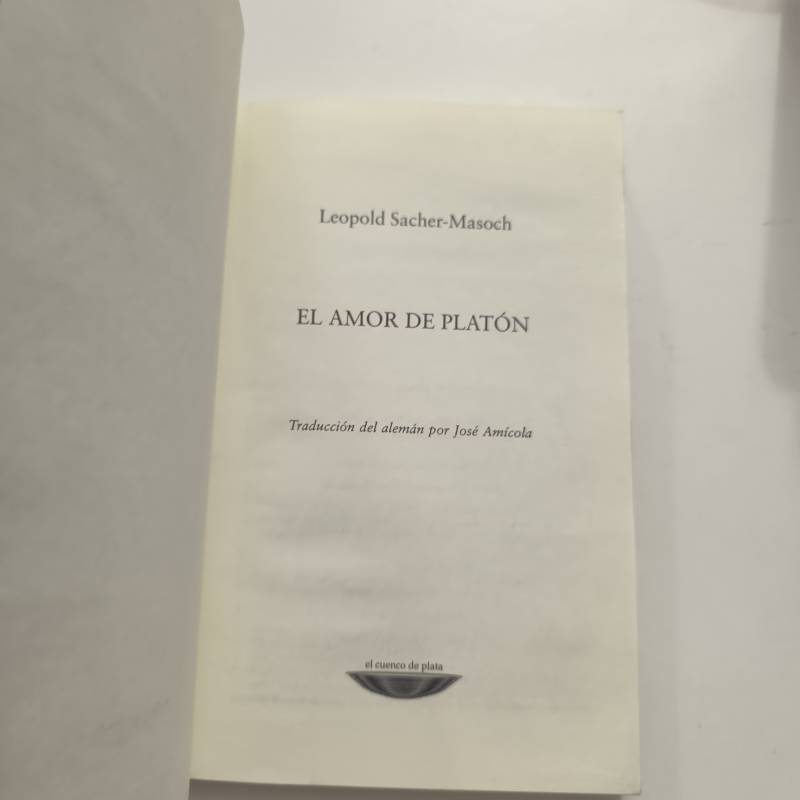 Leopold Sacher-Masoch
EL AMOR DE PLATÓN
Traducción del alemán por José Amícola
el cuenco de plata